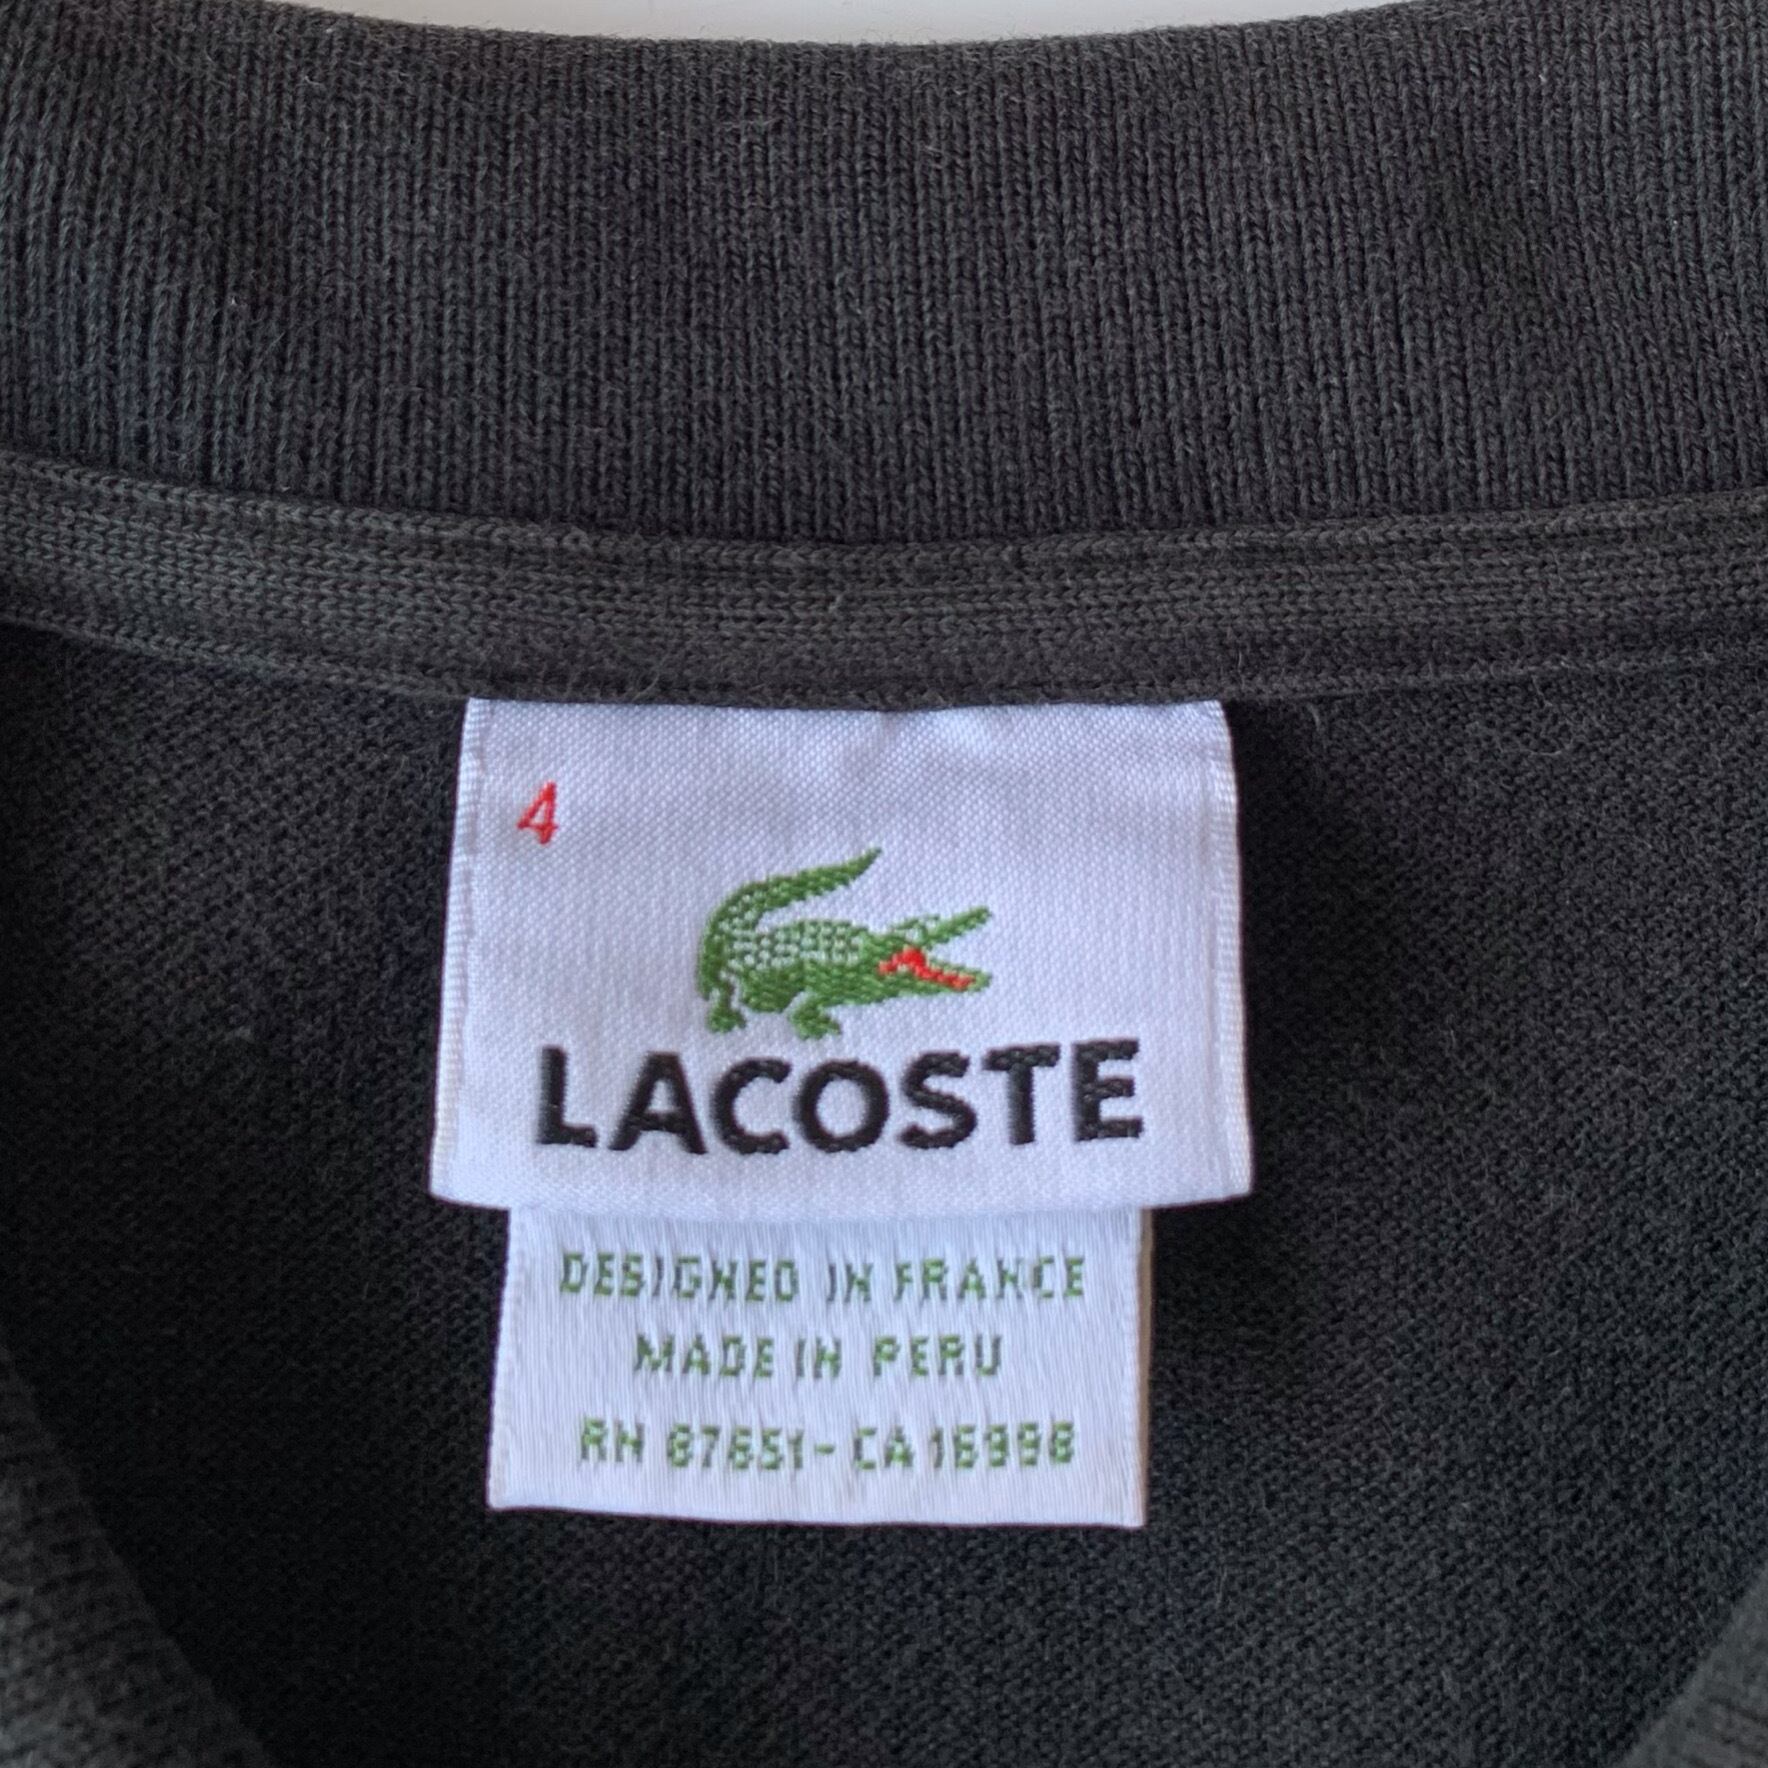 4
LACOSTE
DESIGNED IN FRANCE
MADE IN PERU
RN 87651 - CA 16998